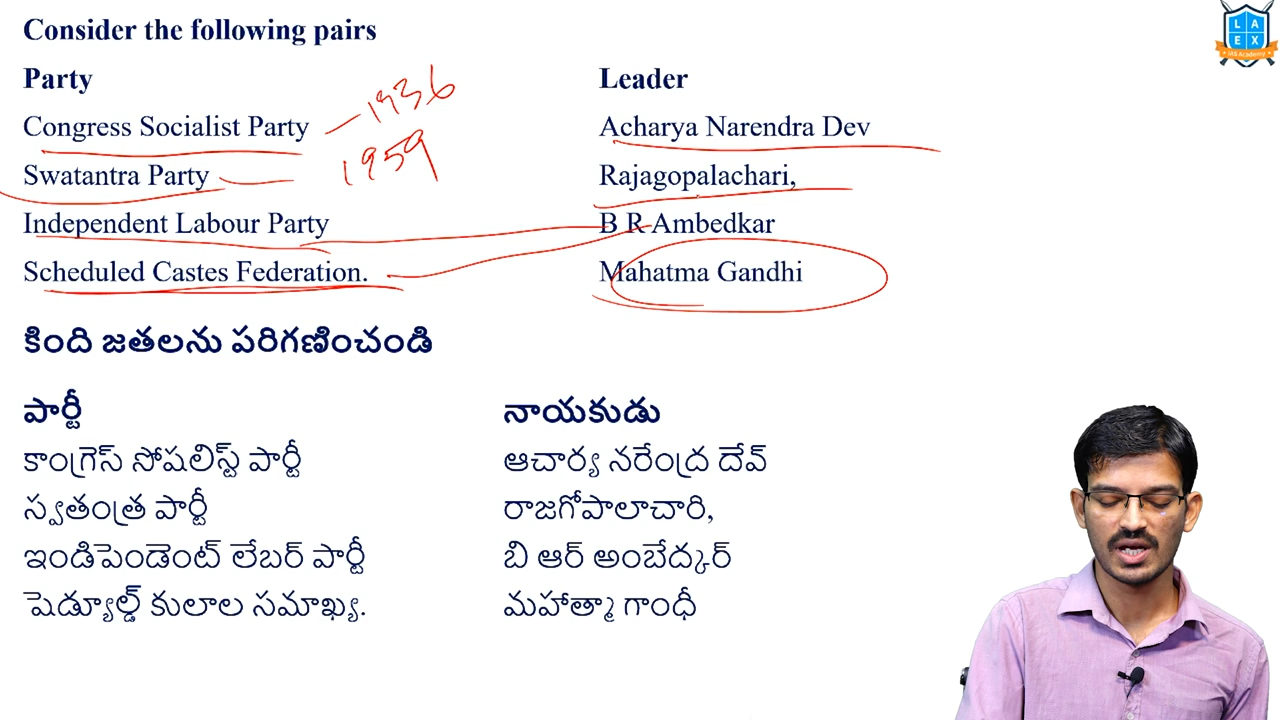 Consider the following pairs
Party Leader
Congress Socialist Party – 1936 Acharya Narendra Dev
Swatantra Party 1959 Rajagopalachari,
Independent Labour Party B R Ambedkar
Scheduled Castes Federation. Mahatma Gandhi
కింది జతలను పరిగణించండి
పార్టీ నాయకుడు
కాంగ్రెస్ సోషలిస్ట్ పార్టీ ఆచార్య నరేంద్ర దేవ్
స్వతంత్ర పార్టీ రాజగోపాలాచారి,
ఇండిపెండెంట్ లేబర్ పార్టీ బి ఆర్ అంబేద్కర్
షెడ్యూల్డ్ కులాల సమాఖ్య. మహాత్మా గాంధీ
L A
E X
IAS Academy